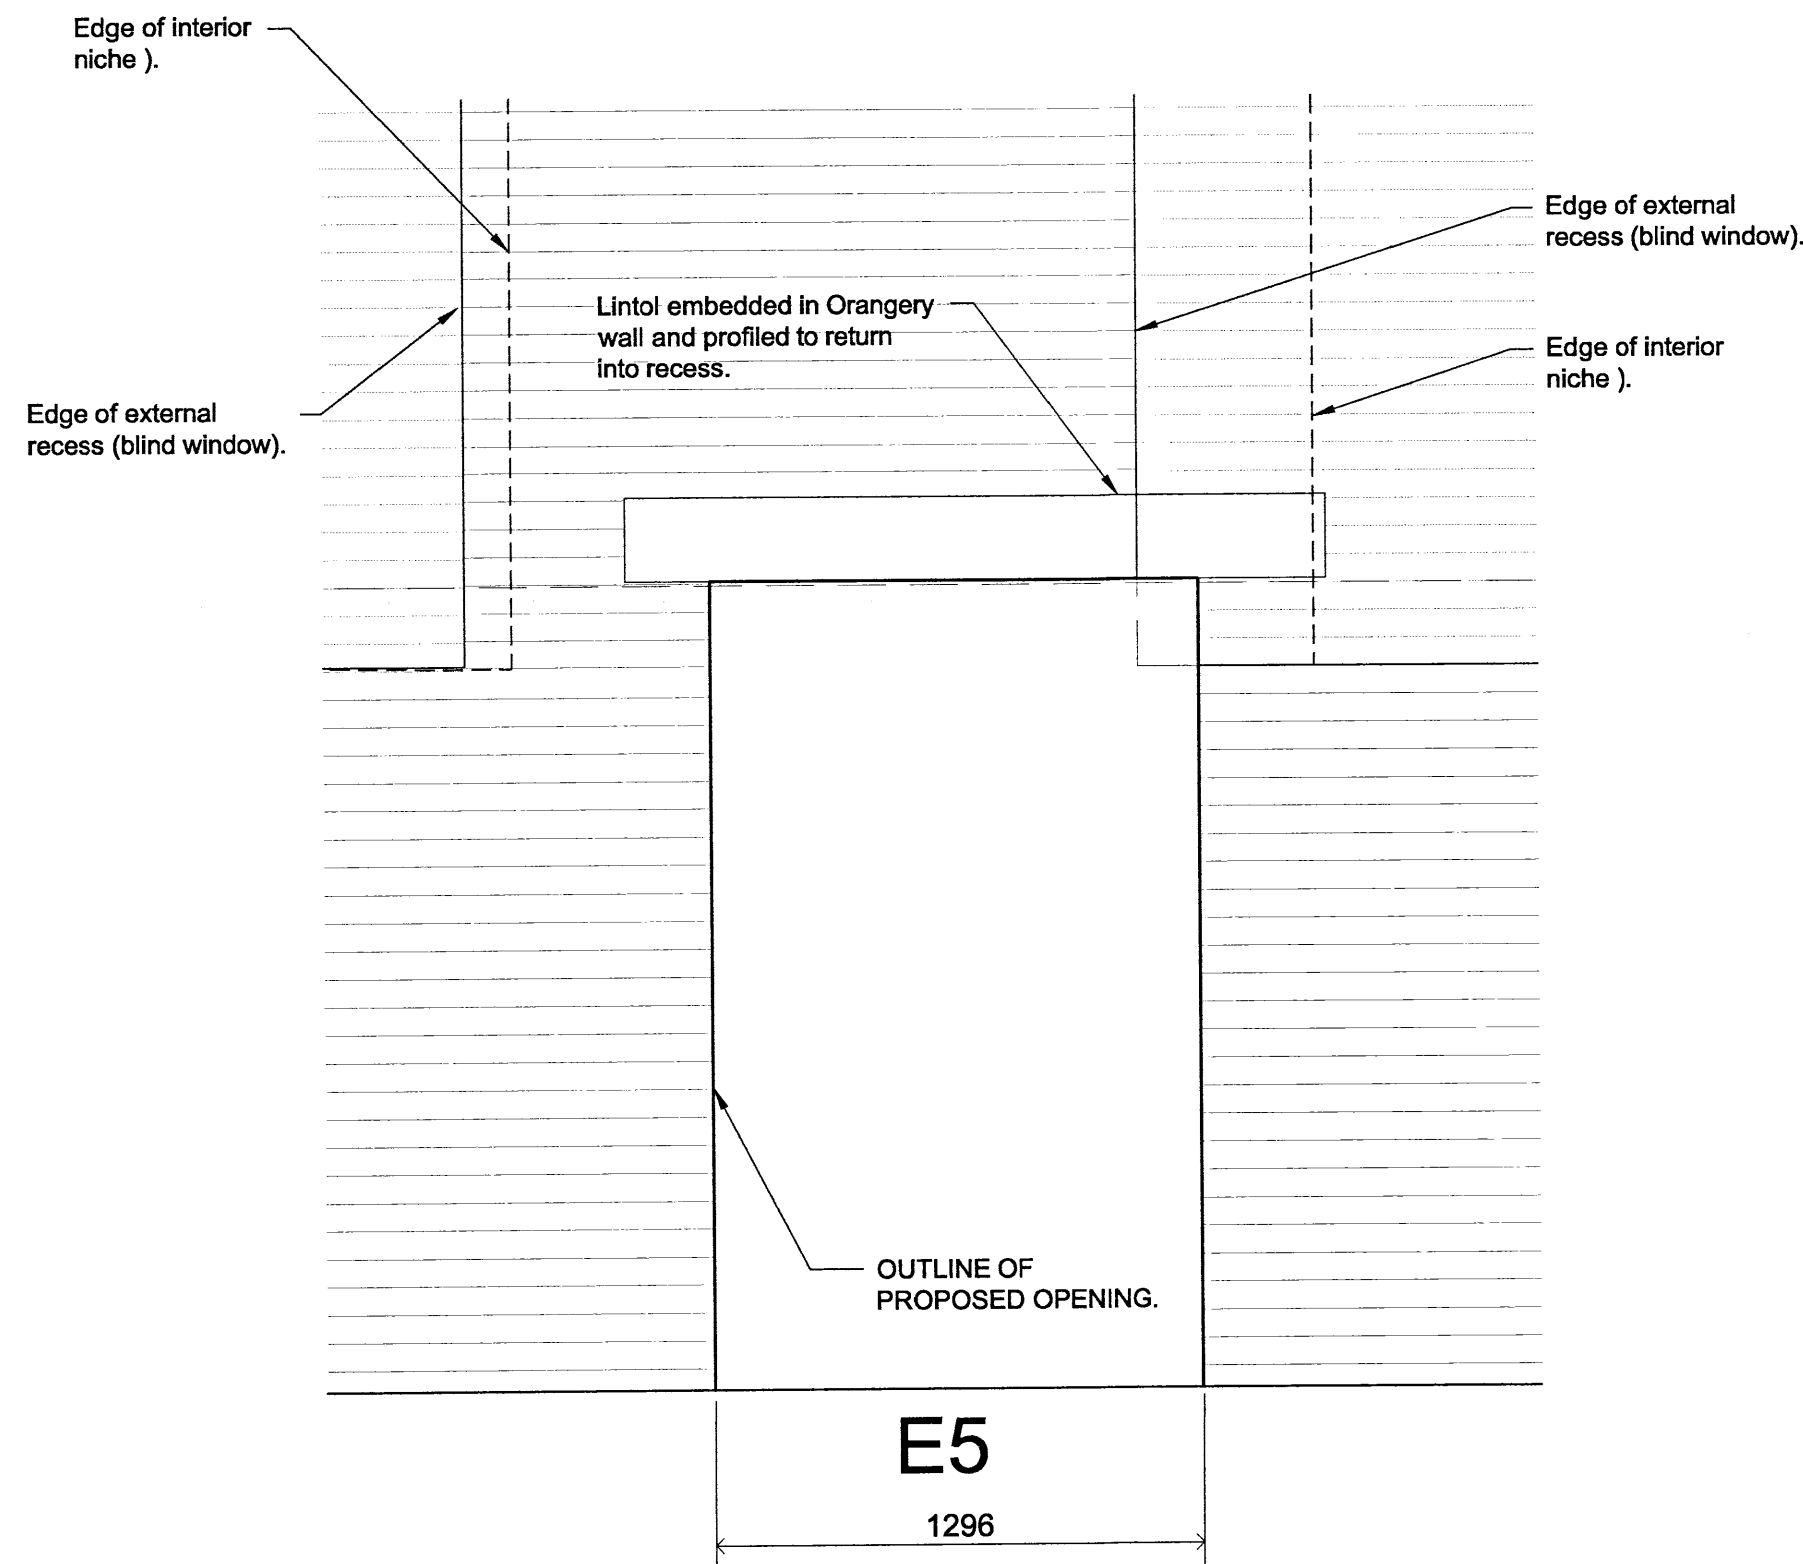 Edge of interior
niche ).
Edge of external
recess (blind window).
Lintol embedded in Orangery
wall and profiled to return
into recess.
Edge of interior
niche ).
Edge of external
recess (blind window).
OUTLINE OF
PROPOSED OPENING.
E5
1296